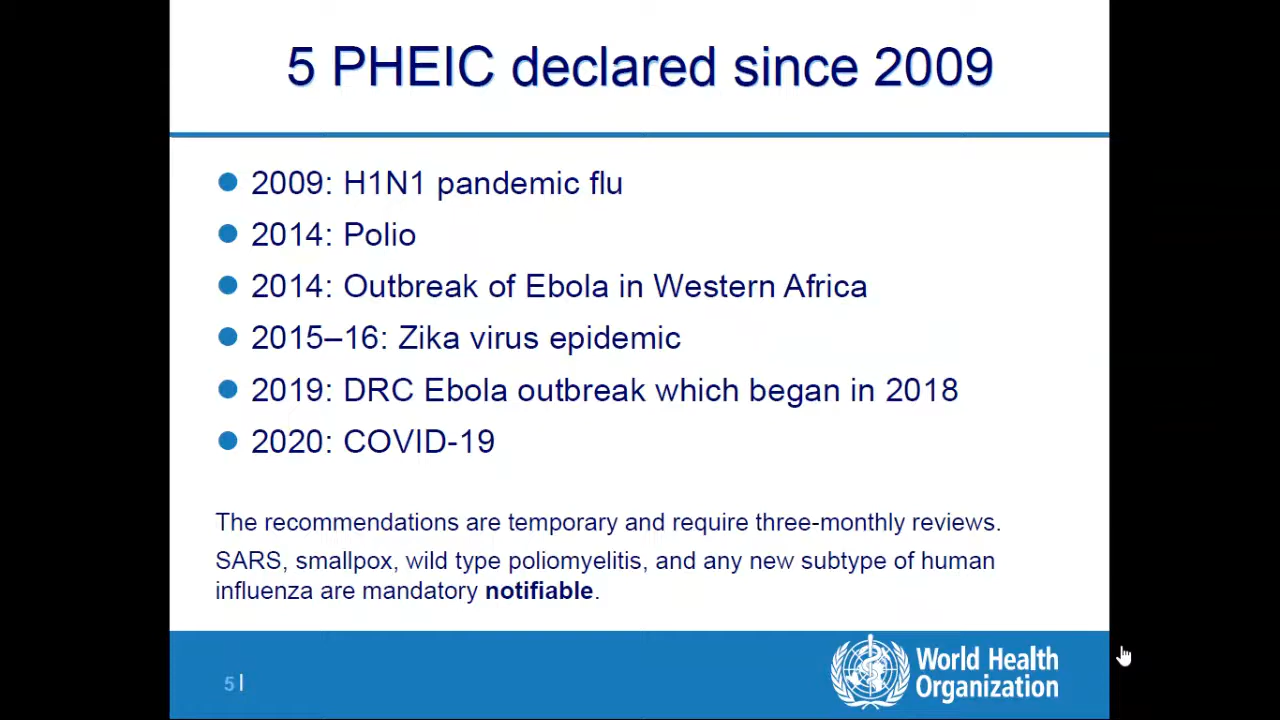 5 PHEIC declared since 2009
2009: H1N1 pandemic flu
2014: Polio
2014: Outbreak of Ebola in Western Africa
2015–16: Zika virus epidemic
2019: DRC Ebola outbreak which began in 2018
2020: COVID-19
The recommendations are temporary and require three-monthly reviews.
SARS, smallpox, wild type poliomyelitis, and any new subtype of human
influenza are mandatory notifiable.
5 |
World Health
Organization